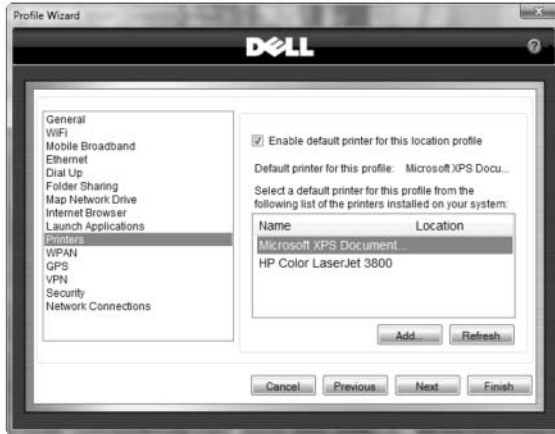 Profile Wizard
DELL
?
General
WiFi
Mobile Broadband
Ethernet
Dial Up
Folder Sharing
Map Network Drive
Internet Browser
Launch Applications
Printers
WPAN
GPS
VPN
Security
Network Connections
Enable default printer for this location profile
Default printer for this profile: Microsoft XPS Docu...
Select a default printer for this profile from the
following list of the printers installed on your system:
Name Location
Microsoft XPS Document...
HP Color LaserJet 3800
Add... Refresh
Cancel Previous Next Finish